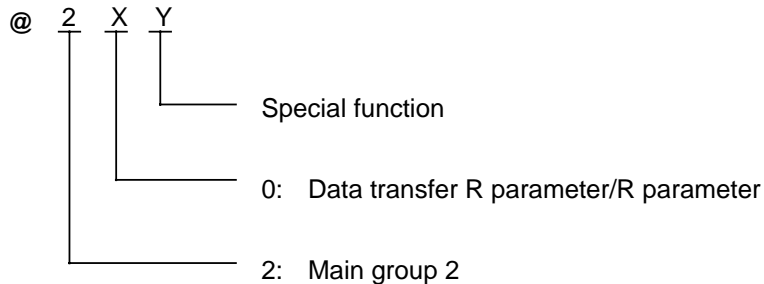 @ 2 X Y
Special function
0: Data transfer R parameter/R parameter
2: Main group 2